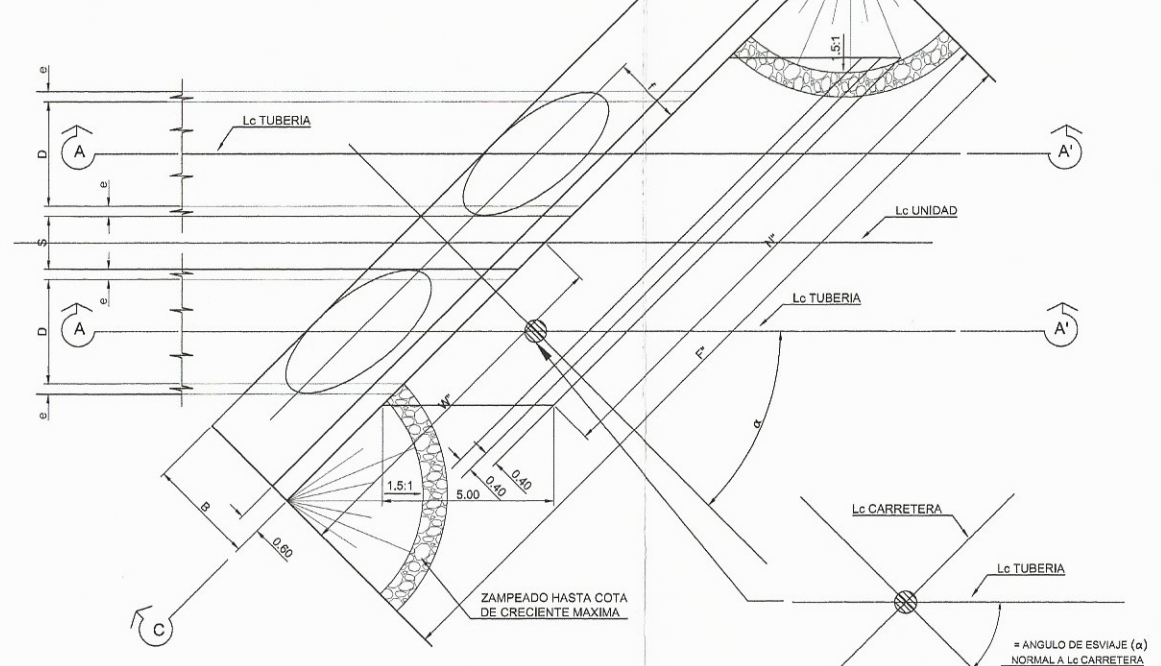 e
1.5:1
r
Lc TUBERIA
D
A
A'
e
Lc UNIDAD
S
N"
e
Lc TUBERIA
D
A
A'
F"
e
W"
α
0.40
0.40
1.5:1
5.00
B
0.60
Lc CARRETERA
Lc TUBERIA
ZAMPEADO HASTA COTA
DE CRECIENTE MAXIMA
C
= ANGULO DE ESVIAJE (α)
NORMAL A Lc CARRETERA